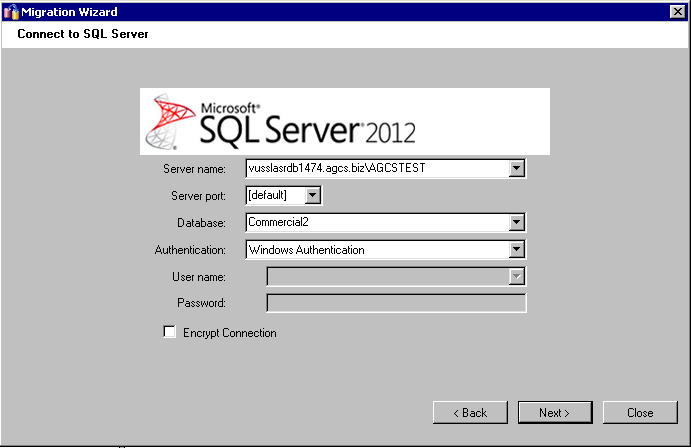 Migration Wizard
Connect to SQL Server
Microsoft®
SQL Server® 2012
Server name: vusslasrdb1474.agcs.biz\AGCSTEST
Server port: [default]
Database: Commercial2
Authentication: Windows Authentication
User name:
Password:
Encrypt Connection
< Back Next > Close